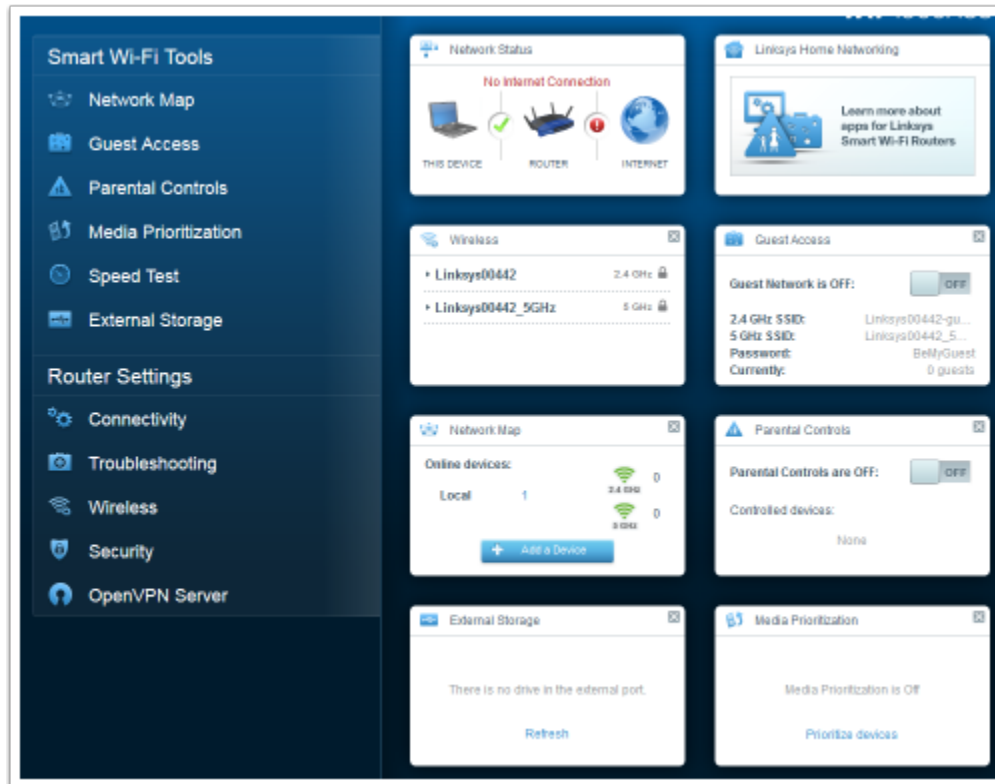 Smart Wi-Fi Tools
Network Map
Guest Access
Parental Controls
Media Prioritization
Speed Test
External Storage
Router Settings
Connectivity
Troubleshooting
Wireless
Security
OpenVPN Server
Network Status
No Internet Connection
THIS DEVICE ROUTER INTERNET
Linksys Home Networking
Learn more about
apps for Linksys
Smart Wi-Fi Routers
Wireless
Linksys00442 2.4 GHz
Linksys00442_5GHz 5 GHz
Guest Access
Guest Network is OFF: OFF
2.4 GHz SSID: Linksys00442-gu...
5 GHz SSID: Linksys00442_5...
Password: BeMyGuest
Currently: 0 guests
Network Map
Online devices:
Local 1
2.4 GHz 0
5 GHz 0
Add a Device
Parental Controls
Parental Controls are OFF: OFF
Controlled devices:
None
External Storage
There is no drive in the external port.
Refresh
Media Prioritization
Media Prioritization is Off
Prioritize devices